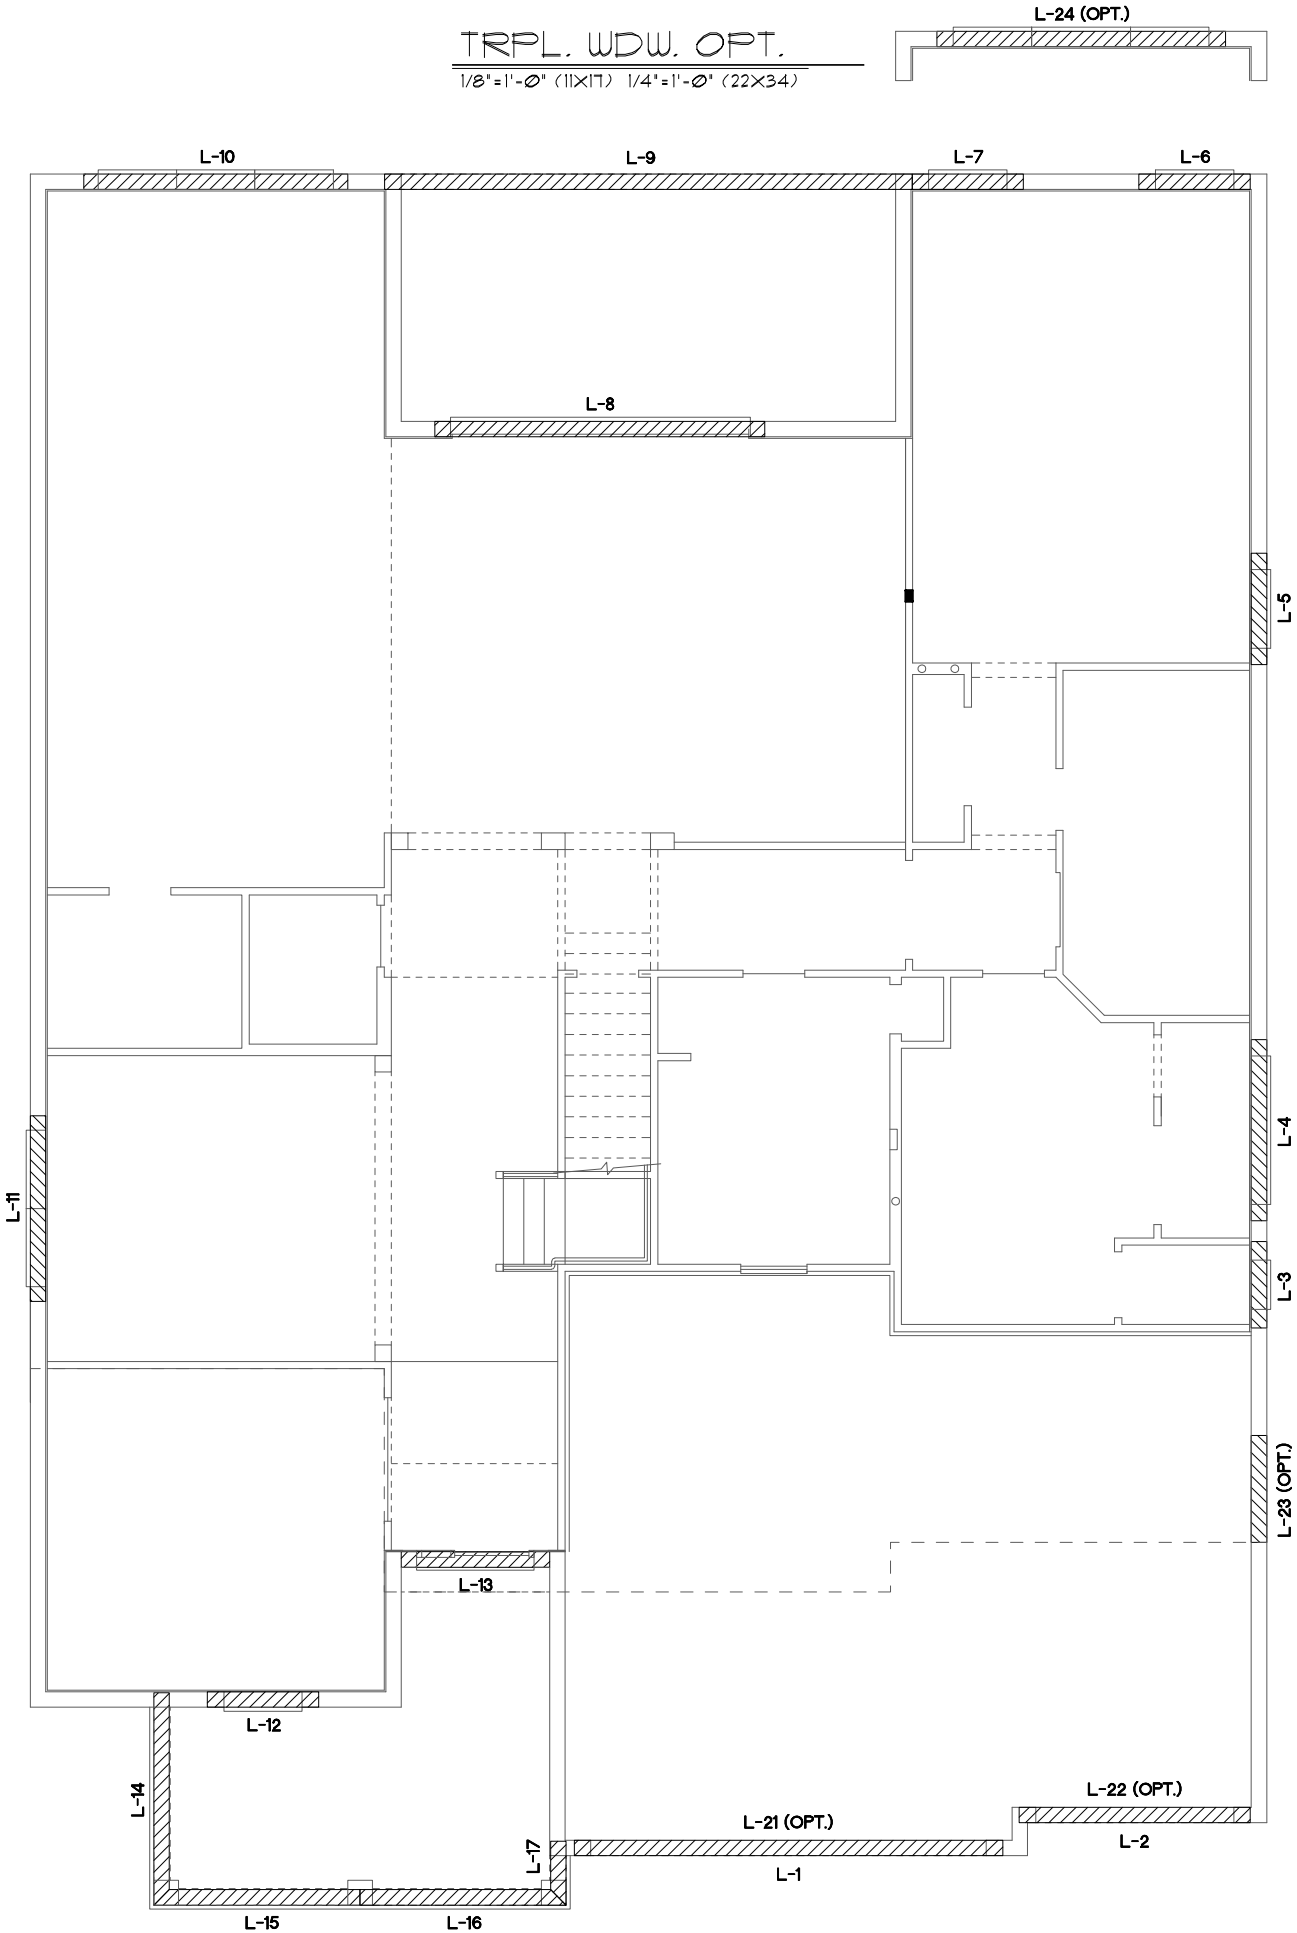 L-24 (OPT.)
TRPL. WDW. OPT.
1/8"=1'-0" (11X17) 1/4"=1'-0" (22X34)
L-10
L-9
L-7
L-6
L-8
L-5
L-4
L-11
L-3
L-23 (OPT.)
L-13
L-12
L-14
L-22 (OPT.)
L-21 (OPT.)
L-2
L-17
L-1
L-15
L-16